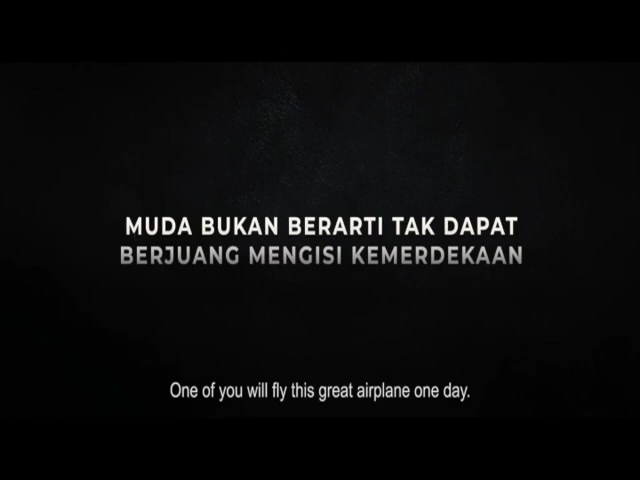 MUDA BUKAN BERARTI TAK DAPAT
BERJUANG MENGISI KEMERDEKAAN
One of you will fly this great airplane one day.